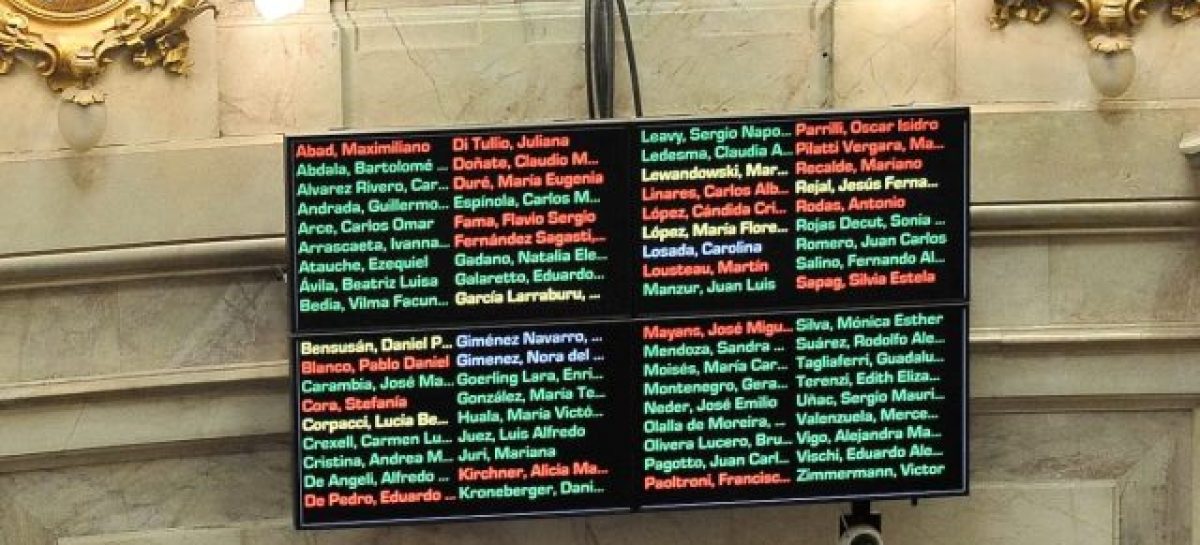 Abad, Maximiliano
Abdala, Bartolomé ...
Alvarez Rivero, Car...
Andrada, Guillermo...
Arce, Carlos Omar
Arrascaeta, Ivanna...
Atauche, Ezequiel
Ávila, Beatriz Luisa
Bedia, Vilma Facun...
Bensusán, Daniel P...
Blanco, Pablo Daniel
Carambia, José Ma...
Cora, Stefanía
Corpacci, Lucia Be...
Crexell, Carmen Lu...
Cristina, Andrea M...
De Angeli, Alfredo ...
De Pedro, Eduardo ...
Di Tullio, Juliana
Doñate, Claudio M...
Duré, María Eugenia
Espínola, Carlos M...
Fama, Flavio Sergio
Fernández Sagasti,...
Gadano, Natalia Ele...
Galaretto, Eduardo...
García Larraburu, ...
Giménez Navarro, ...
Gimenez, Nora del ...
Goerling Lara, Enri...
González, María Te...
Huala, María Victó...
Juez, Luis Alfredo
Juri, Mariana
Kirchner, Alicia Ma...
Kroneberger, Dani...
Leavy, Sergio Napo...
Ledesma, Claudia A...
Lewandowski, Mar...
Linares, Carlos Alb...
López, Cándida Cri...
López, María Flore...
Losada, Carolina
Lousteau, Martín
Manzur, Juan Luis
Mayans, José Migu...
Mendoza, Sandra ...
Moisés, María Car...
Montenegro, Gera...
Neder, José Emilio
Olalla de Moreira, ...
Olivera Lucero, Bru...
Pagotto, Juan Carl...
Paoltroni, Francisc...
Parrilli, Oscar Isidro
Pilatti Vergara, Ma...
Recalde, Mariano
Rejal, Jesús Ferna...
Rodas, Antonio
Rojas Decut, Sonia ...
Romero, Juan Carlos
Salino, Fernando Al...
Sapag, Silvia Estela
Silva, Mónica Esther
Suárez, Rodolfo Ale...
Tagliaferri, Guadalu...
Terenzi, Edith Eliza...
Uñac, Sergio Mauri...
Valenzuela, Merce...
Vigo, Alejandra Ma...
Vischi, Eduardo Ale...
Zimmermann, Victor